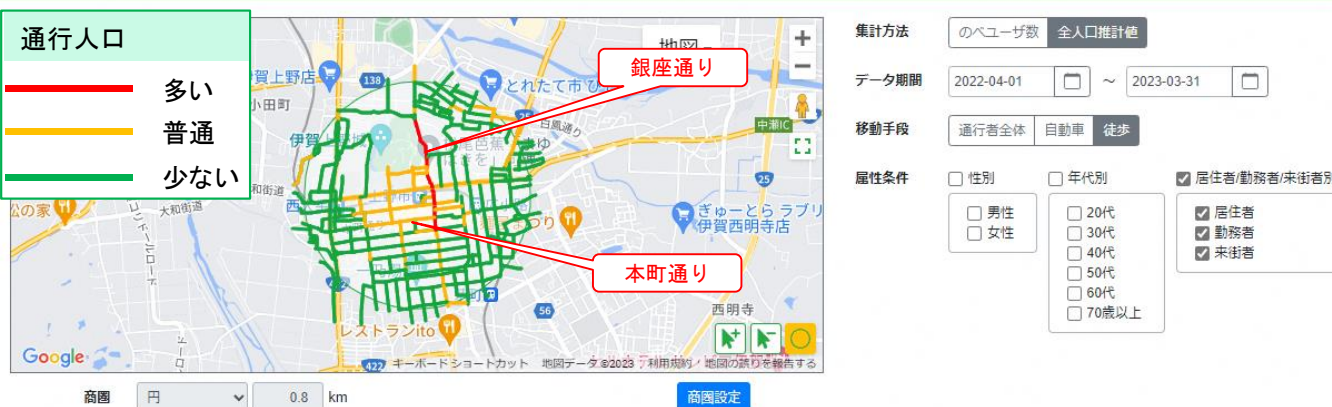 通行人口
多い
普通
少ない
地図
銀座通り
本町通り
賀上野店
138
とれたて市 ひ
小田町
25
中瀬IC
伊賀上
大和街道
和街道
松の家
ぎゅーとら ラブリ
伊賀西明寺店
25
56
西明寺
レストランito
422
Google
キーボード ショートカット
地図データ ©2023
利用規約
地図の誤りを報告する
商圏
円
0.8
km
商圏設定
集計方法
のべユーザ数
全人口推計値
データ期間
2022-04-01
～
2023-03-31
移動手段
通行者全体
自動車
徒歩
属性条件
性別
男性
女性
年代別
20代
30代
40代
50代
60代
70歳以上
居住者/勤務者/来街者別
居住者
勤務者
来街者